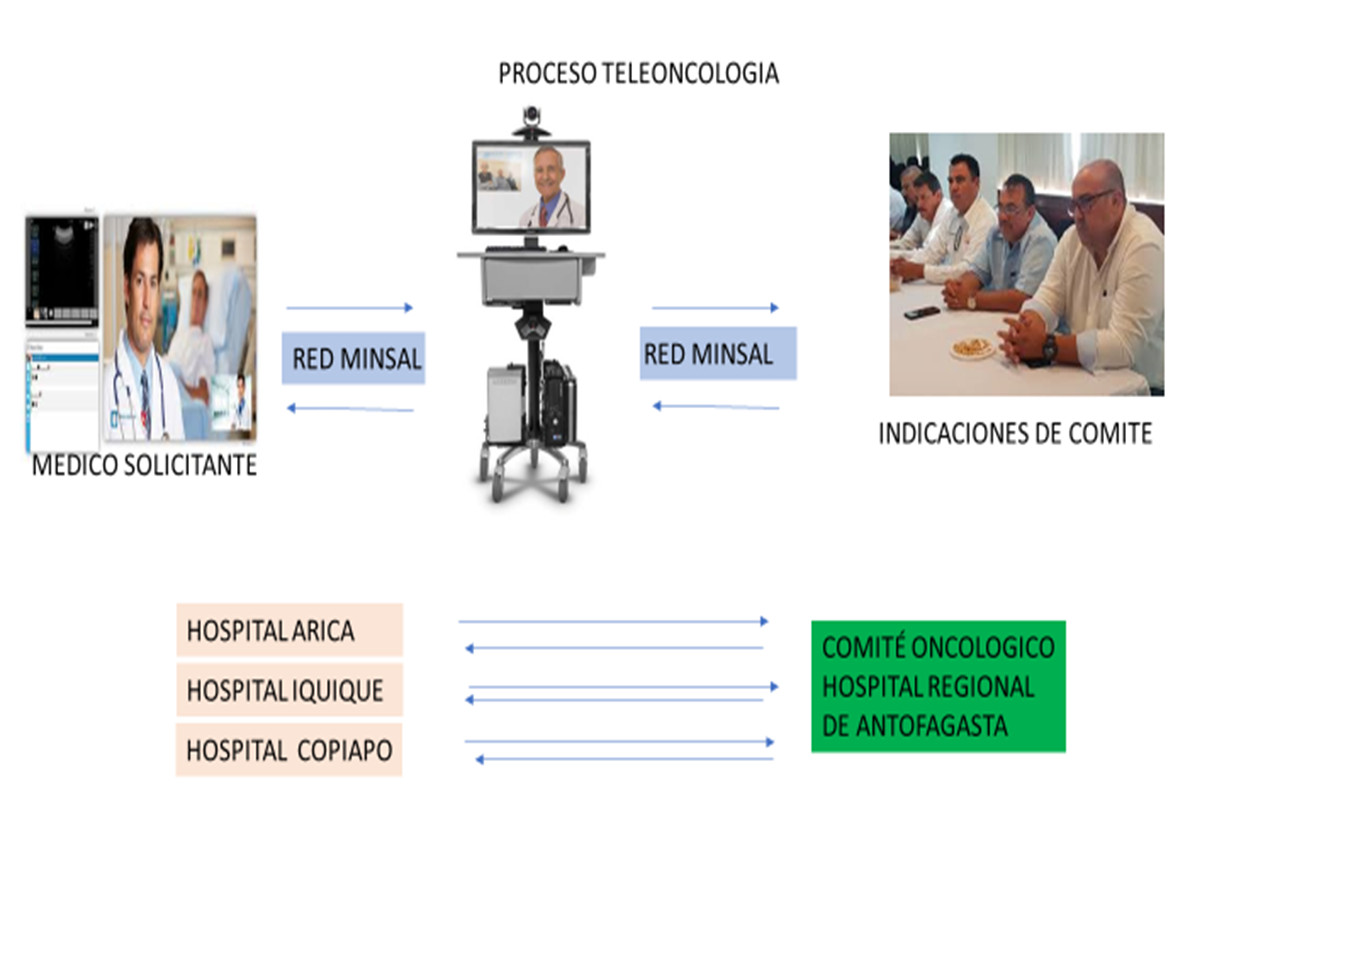 PROCESO TELEONCOLOGIA
RED MINSAL
RED MINSAL
MEDICO SOLICITANTE
INDICACIONES DE COMITE
HOSPITAL ARICA
HOSPITAL IQUIQUE
HOSPITAL  COPIAPO
COMITÉ ONCOLOGICO
HOSPITAL REGIONAL
DE ANTOFAGASTA